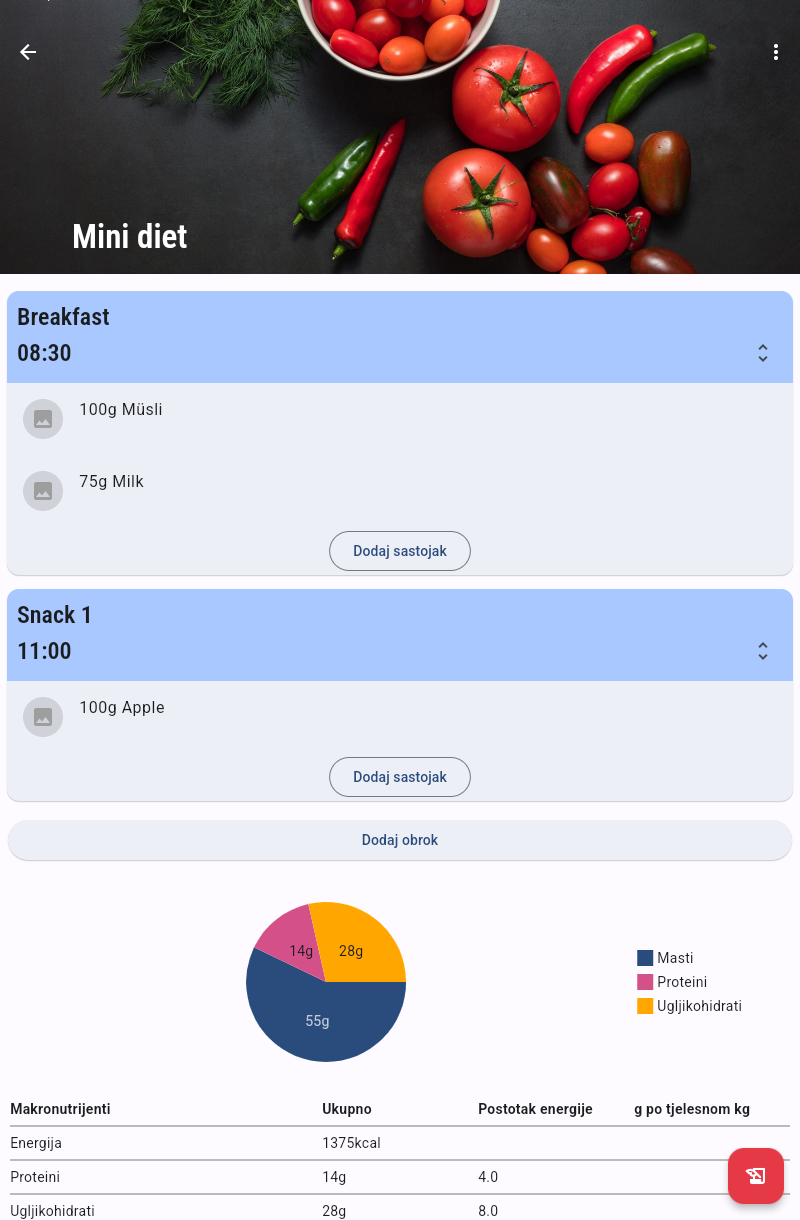 Mini diet
Breakfast
08:30
100g Müsli
75g Milk
Dodaj sastojak
Snack 1
11:00
100g Apple
Dodaj sastojak
Dodaj obrok
14g
28g
55g
Masti
Proteini
Ugljikohidrati
Makronutrijenti Ukupno Postotak energije g po tjelesnom kg
Energija 1375kcal
Proteini 14g 4.0
Ugljikohidrati 28g 8.0